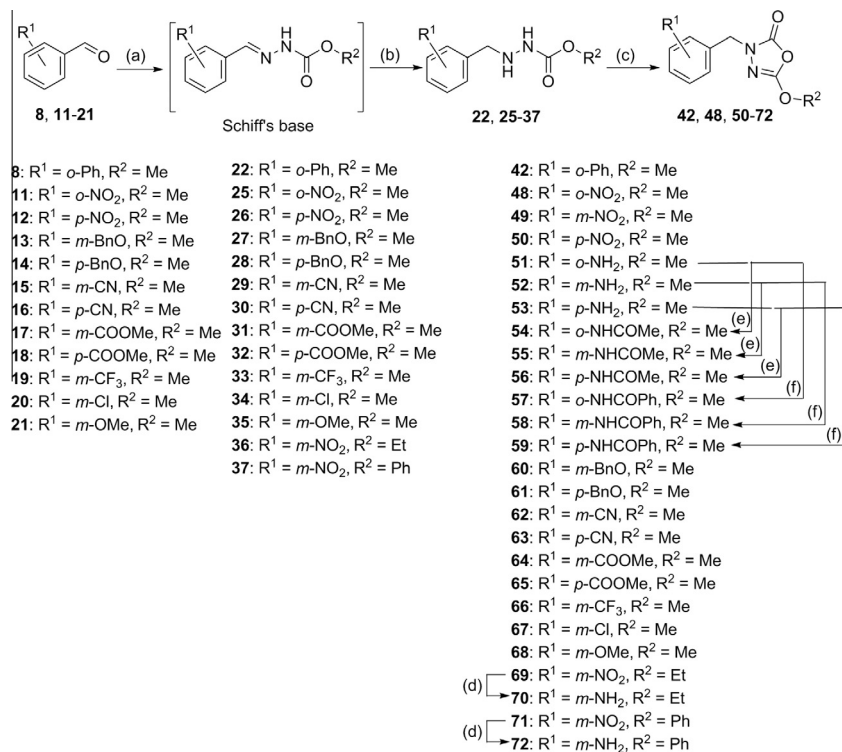 R¹ O (a) R¹ N NH O R² O (b) R¹ N H NH O R² O (c) R¹ O N O N O R²
8, 11-21
Schiff's base
22, 25-37
42, 48, 50-72
8: R¹ = o-Ph, R² = Me
11: R¹ = o-NO₂, R² = Me
12: R¹ = p-NO₂, R² = Me
13: R¹ = m-BnO, R² = Me
14: R¹ = p-BnO, R² = Me
15: R¹ = m-CN, R² = Me
16: R¹ = p-CN, R² = Me
17: R¹ = m-COOMe, R² = Me
18: R¹ = p-COOMe, R² = Me
19: R¹ = m-CF₃, R² = Me
20: R¹ = m-Cl, R² = Me
21: R¹ = m-OMe, R² = Me
22: R¹ = o-Ph, R² = Me
25: R¹ = o-NO₂, R² = Me
26: R¹ = p-NO₂, R² = Me
27: R¹ = m-BnO, R² = Me
28: R¹ = p-BnO, R² = Me
29: R¹ = m-CN, R² = Me
30: R¹ = p-CN, R² = Me
31: R¹ = m-COOMe, R² = Me
32: R¹ = p-COOMe, R² = Me
33: R¹ = m-CF₃, R² = Me
34: R¹ = m-Cl, R² = Me
35: R¹ = m-OMe, R² = Me
36: R¹ = m-NO₂, R² = Et
37: R¹ = m-NO₂, R² = Ph
42: R¹ = o-Ph, R² = Me
48: R¹ = o-NO₂, R² = Me
49: R¹ = m-NO₂, R² = Me
50: R¹ = p-NO₂, R² = Me
51: R¹ = o-NH₂, R² = Me
52: R¹ = m-NH₂, R² = Me
53: R¹ = p-NH₂, R² = Me
54: R¹ = o-NHCOMe, R² = Me (e)
55: R¹ = m-NHCOMe, R² = Me (e)
56: R¹ = p-NHCOMe, R² = Me (e)
57: R¹ = o-NHCOPh, R² = Me (f)
58: R¹ = m-NHCOPh, R² = Me (f)
59: R¹ = p-NHCOPh, R² = Me (f)
60: R¹ = m-BnO, R² = Me
61: R¹ = p-BnO, R² = Me
62: R¹ = m-CN, R² = Me
63: R¹ = p-CN, R² = Me
64: R¹ = m-COOMe, R² = Me
65: R¹ = p-COOMe, R² = Me
66: R¹ = m-CF₃, R² = Me
67: R¹ = m-Cl, R² = Me
68: R¹ = m-OMe, R² = Me
(d) 69: R¹ = m-NO₂, R² = Et
70: R¹ = m-NH₂, R² = Et
(d) 71: R¹ = m-NO₂, R² = Ph
72: R¹ = m-NH₂, R² = Ph